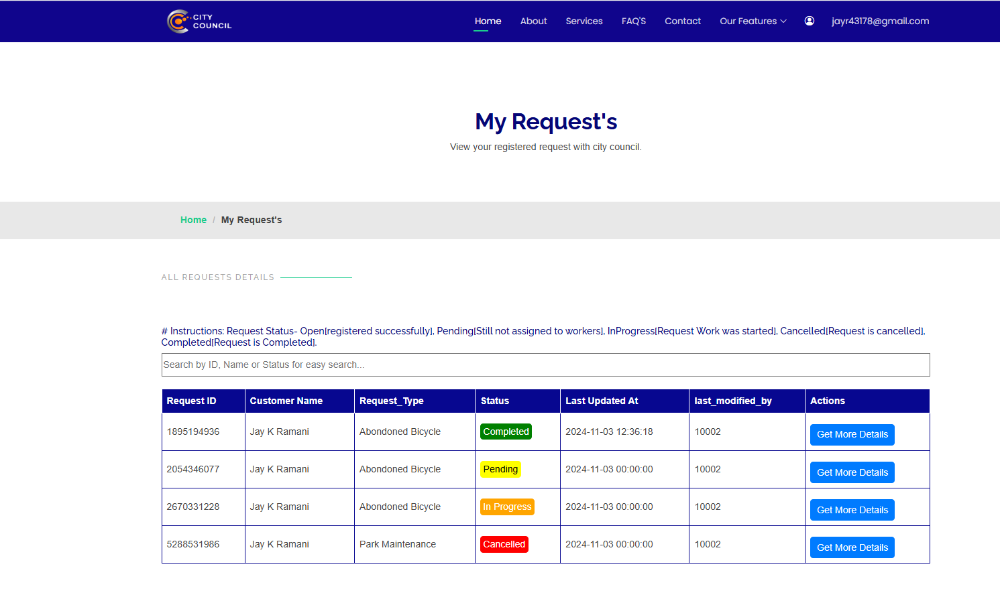 CITY
COUNCIL
Home About Services FAQ'S Contact Our Features jayr43178@gmail.com
My Request's
View your registered request with city council.
Home / My Request's
ALL REQUESTS DETAILS
# Instructions: Request Status- Open[registered successfully], Pending[Still not assigned to workers], InProgress[Request Work was started], Cancelled[Request is cancelled],
Completed[Request is Completed].
Search by ID, Name or Status for easy search...
Request ID Customer Name Request_Type Status Last Updated At last_modified_by Actions
1895194936 Jay K Ramani Abondoned Bicycle Completed 2024-11-03 12:36:18 10002 Get More Details
2054346077 Jay K Ramani Abondoned Bicycle Pending 2024-11-03 00:00:00 10002 Get More Details
2670331228 Jay K Ramani Abondoned Bicycle In Progress 2024-11-03 00:00:00 10002 Get More Details
5288531986 Jay K Ramani Park Maintenance Cancelled 2024-11-03 00:00:00 10002 Get More Details